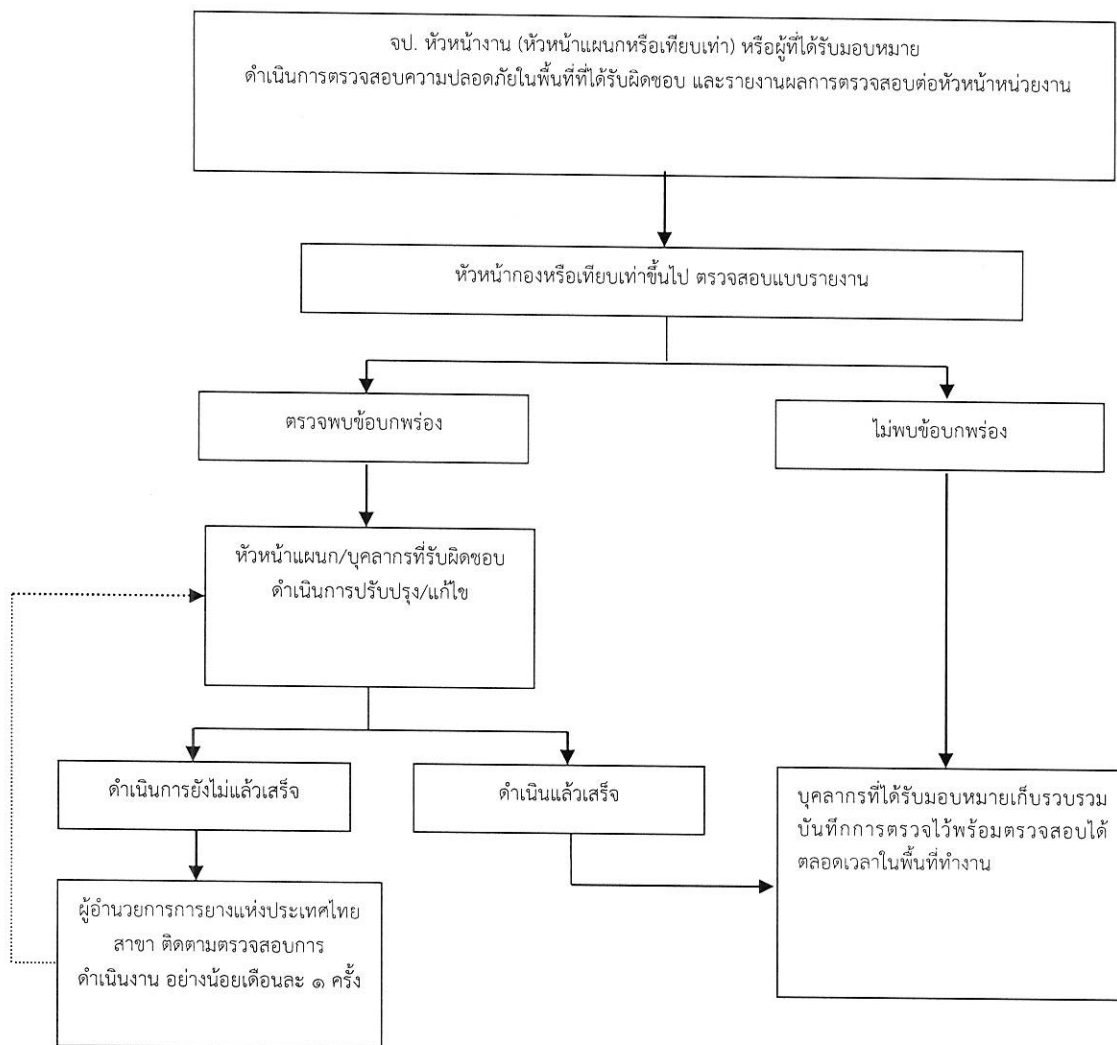 จป. หัวหน้างาน (หัวหน้าแผนกหรือเทียบเท่า) หรือผู้ที่ได้รับมอบหมาย
ดำเนินการตรวจสอบความปลอดภัยในพื้นที่ที่ได้รับผิดชอบ และรายงานผลการตรวจสอบต่อหัวหน้าหน่วยงาน
หัวหน้ากองหรือเทียบเท่าขึ้นไป ตรวจสอบแบบรายงาน
ตรวจพบข้อบกพร่อง
ไม่พบข้อบกพร่อง
หัวหน้าแผนก/บุคลากรที่รับผิดชอบ
ดำเนินการปรับปรุง/แก้ไข
ดำเนินการยังไม่แล้วเสร็จ
ดำเนินแล้วเสร็จ
บุคลากรที่ได้รับมอบหมายเก็บรวบรวม
บันทึกการตรวจไว้พร้อมตรวจสอบได้
ตลอดเวลาในพื้นที่ทำงาน
ผู้อำนวยการการยางแห่งประเทศไทย
สาขา ติดตามตรวจสอบการ
ดำเนินงาน อย่างน้อยเดือนละ ๑ ครั้ง